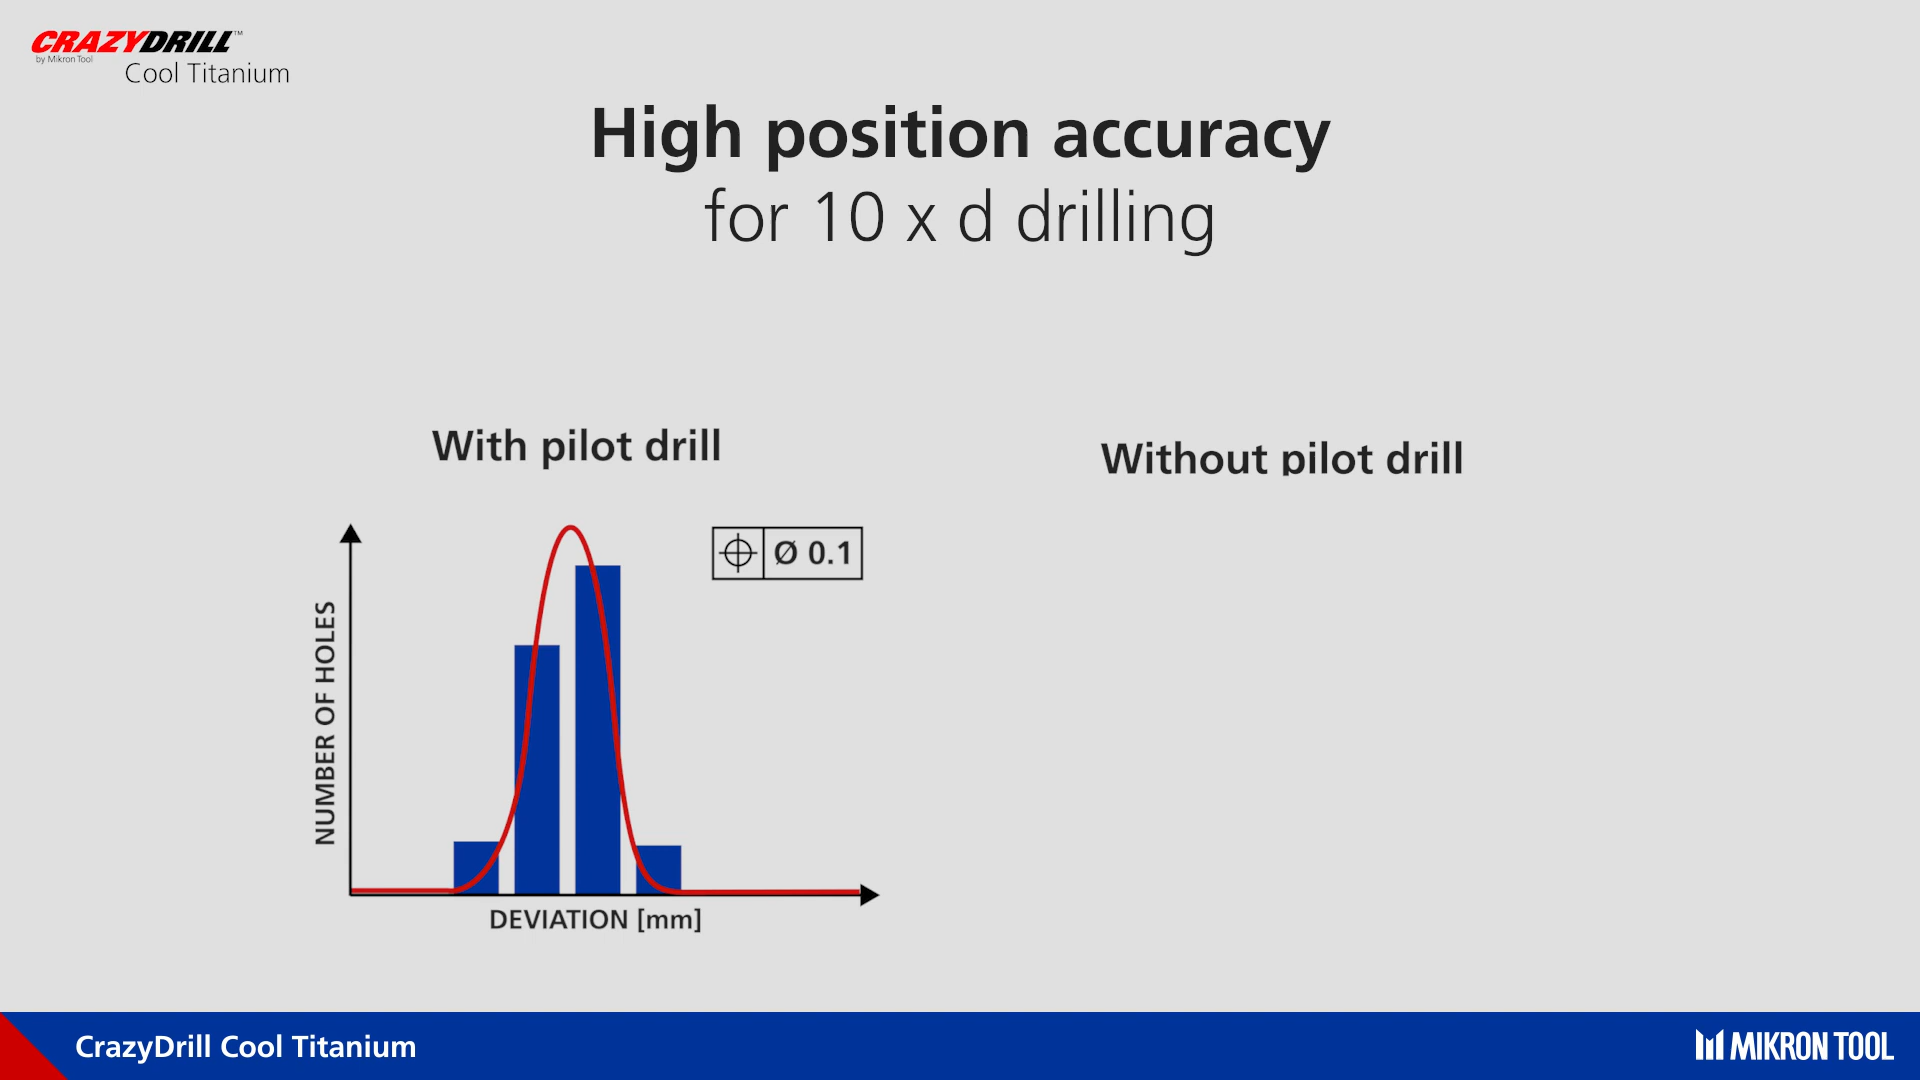 CRAZYDRILL™
by Mikron Tool
Cool Titanium
High position accuracy
for 10 x d drilling
With pilot drill
Without pilot drill
Ø 0.1
NUMBER OF HOLES
DEVIATION [mm]
CrazyDrill Cool Titanium
MIKRON TOOL